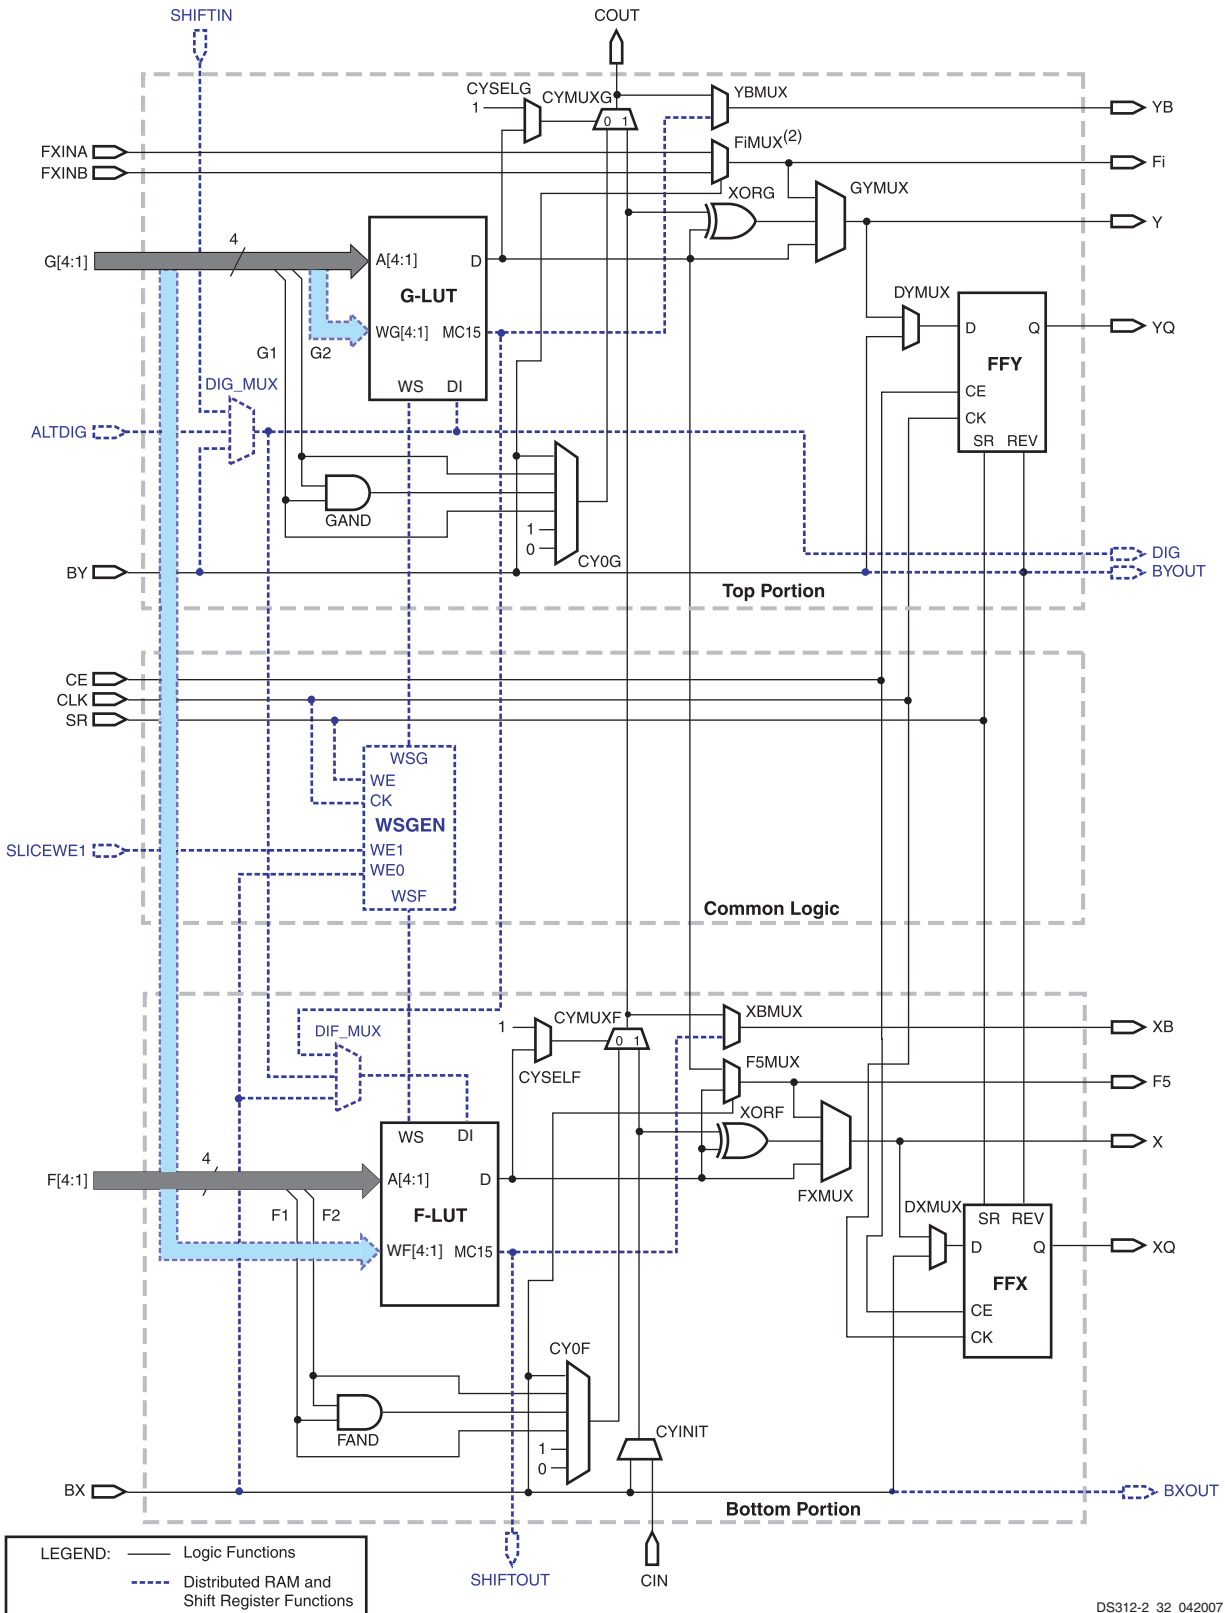 SHIFTIN
COUT
CYSELG
CYMUXG
YBMUX
1
0 1
YB
FXINA
FXINB
FiMUX(2)
Fi
XORG
GYMUX
Y
G[4:1]
4
A[4:1]
D
G-LUT
WG[4:1]
MC15
WS
DI
G1
G2
DYMUX
D
Q
FFY
CE
CK
SR
REV
YQ
DIG_MUX
ALTDIG
GAND
1
0
CY0G
DIG
BY
BYOUT
Top Portion
CE
CLK
SR
WSG
WE
CK
WSGEN
WE1
WE0
WSF
SLICEWE1
Common Logic
DIF_MUX
1
CYMUXF
0 1
CYSELF
XBMUX
XB
F5MUX
F5
XORF
X
FXMUX
F[4:1]
4
WS
DI
A[4:1]
D
F-LUT
WF[4:1]
MC15
F1
F2
DXMUX
SR
REV
D
Q
FFX
CE
CK
XQ
CY0F
FAND
1
0
CYINIT
BX
BXOUT
Bottom Portion
LEGEND:
Logic Functions
Distributed RAM and
Shift Register Functions
SHIFTOUT
CIN
DS312-2_32_042007